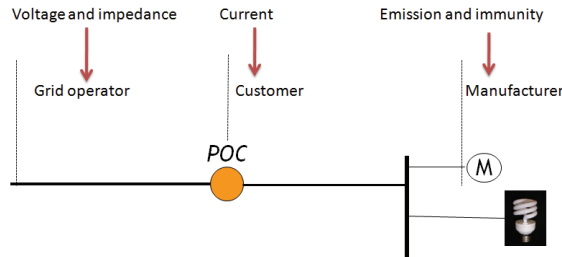 Voltage and impedance
Current
Emission and immunity
Grid operator
Customer
Manufacturer
POC
M